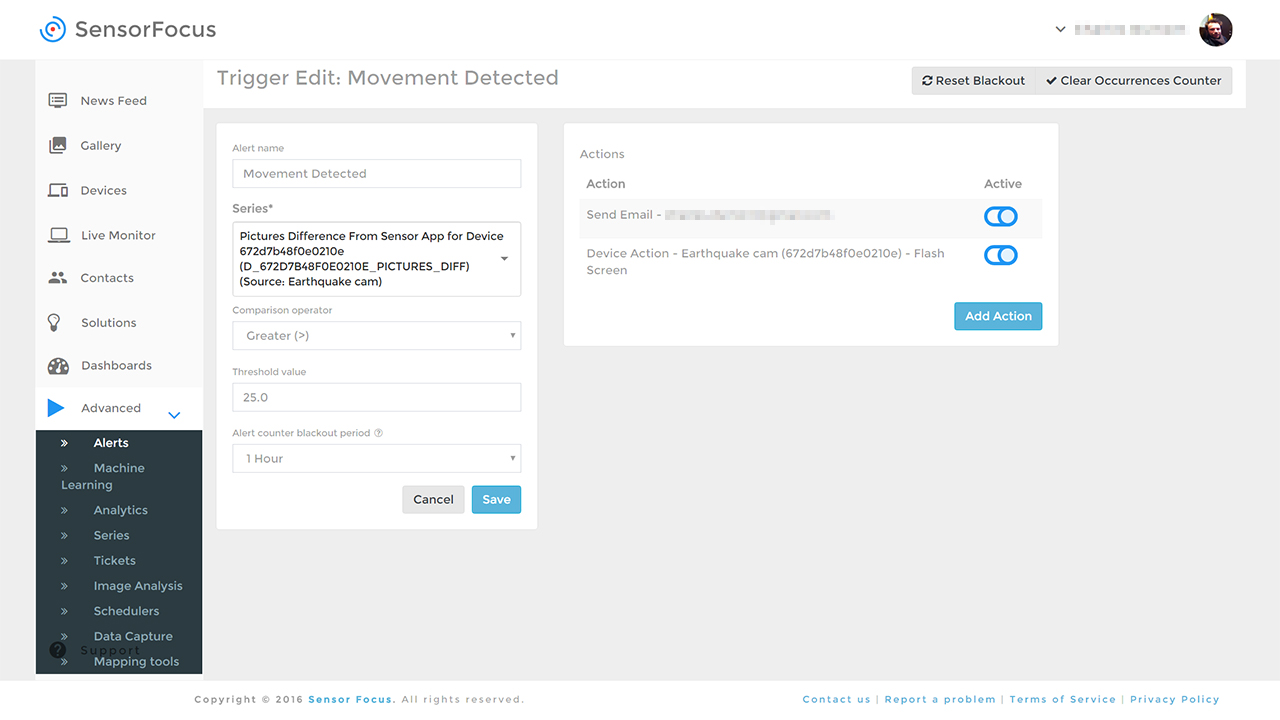 SensorFocus
Trigger Edit: Movement Detected
Reset Blackout
Clear Occurrences Counter
News Feed
Gallery
Devices
Live Monitor
Contacts
Solutions
Dashboards
Advanced
» Alerts
» Machine
Learning
» Analytics
» Series
» Tickets
» Image Analysis
» Schedulers
» Data Capture
Support
» Mapping tools
Alert name
Movement Detected
Series*
Pictures Difference From Sensor App for Device
672d7b48f0e0210e
(D_672D7B48F0E0210E_PICTURES_DIFF)
(Source: Earthquake cam)
Comparison operator
Greater (>)
Threshold value
25.0
Alert counter blackout period
1 Hour
Cancel
Save
Actions
Action Active
Send Email -
Device Action - Earthquake cam (672d7b48f0e0210e) - Flash
Screen
Add Action
Copyright © 2016 Sensor Focus. All rights reserved.
Contact us | Report a problem | Terms of Service | Privacy Policy